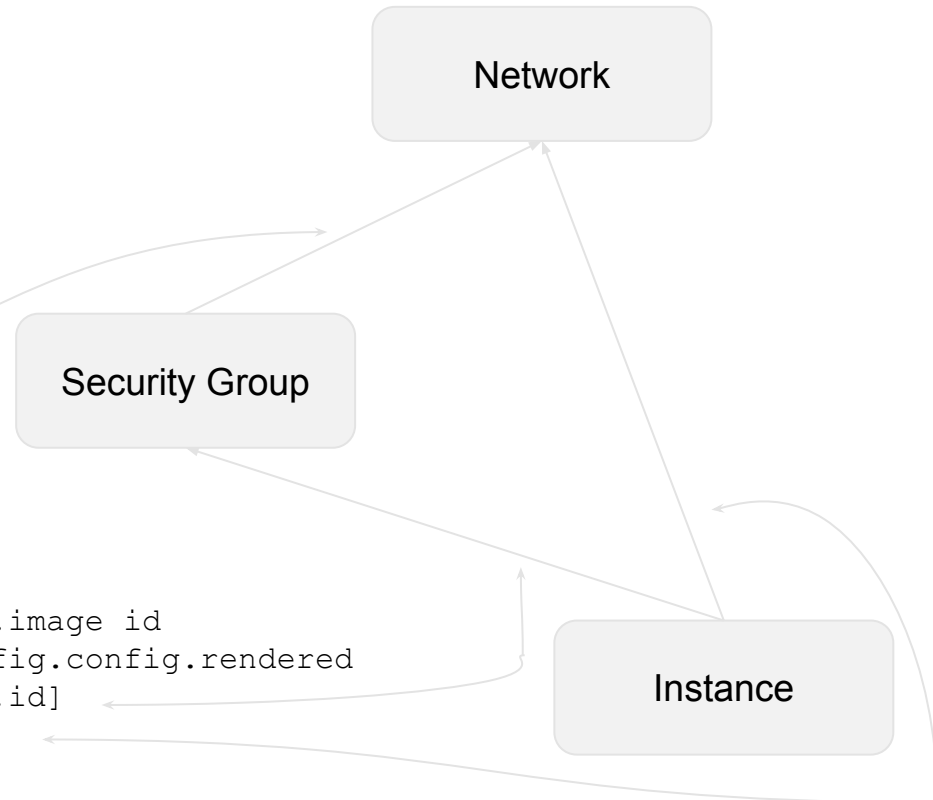 Network
Security Group
.image id
fig.config.rendered
.id]
Instance